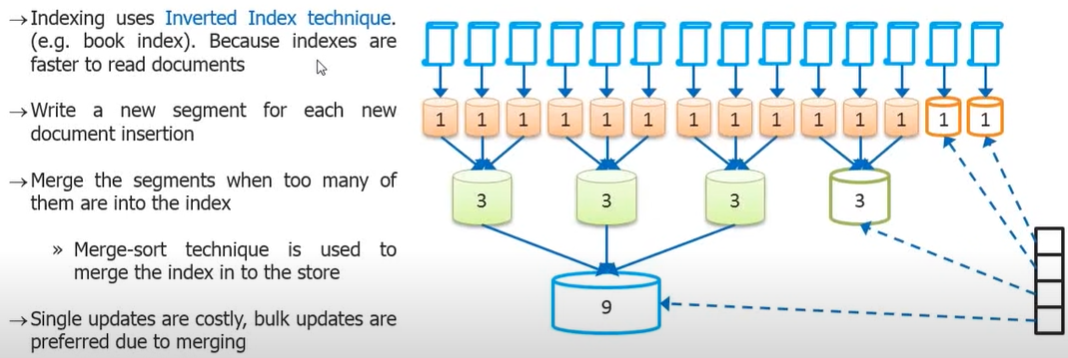 →Indexing uses Inverted Index technique.
(e.g. book index). Because indexes are
faster to read documents
→Write a new segment for each new
document insertion
→Merge the segments when too many of
them are into the index
» Merge-sort technique is used to
merge the index in to the store
→Single updates are costly, bulk updates are
preferred due to merging
1 1 1 1 1 1 1 1 1 1 1 1 1 1
3 3 3 3
9